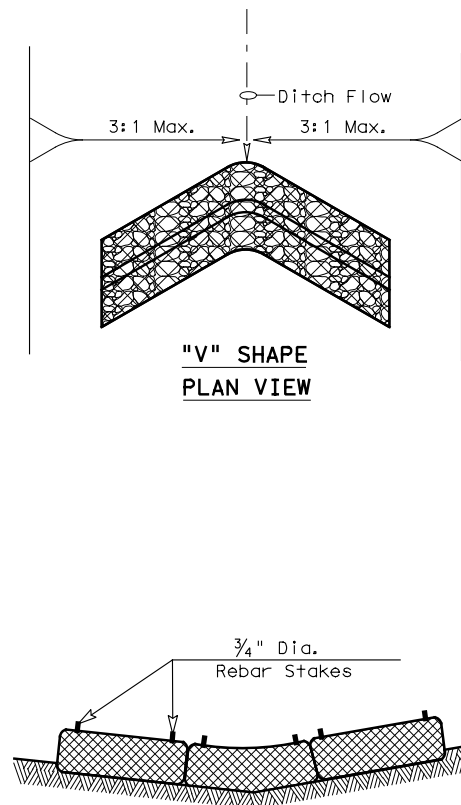 Ditch Flow
3:1 Max. 3:1 Max.
"V" SHAPE
PLAN VIEW
3/4" Dia.
Rebar Stakes